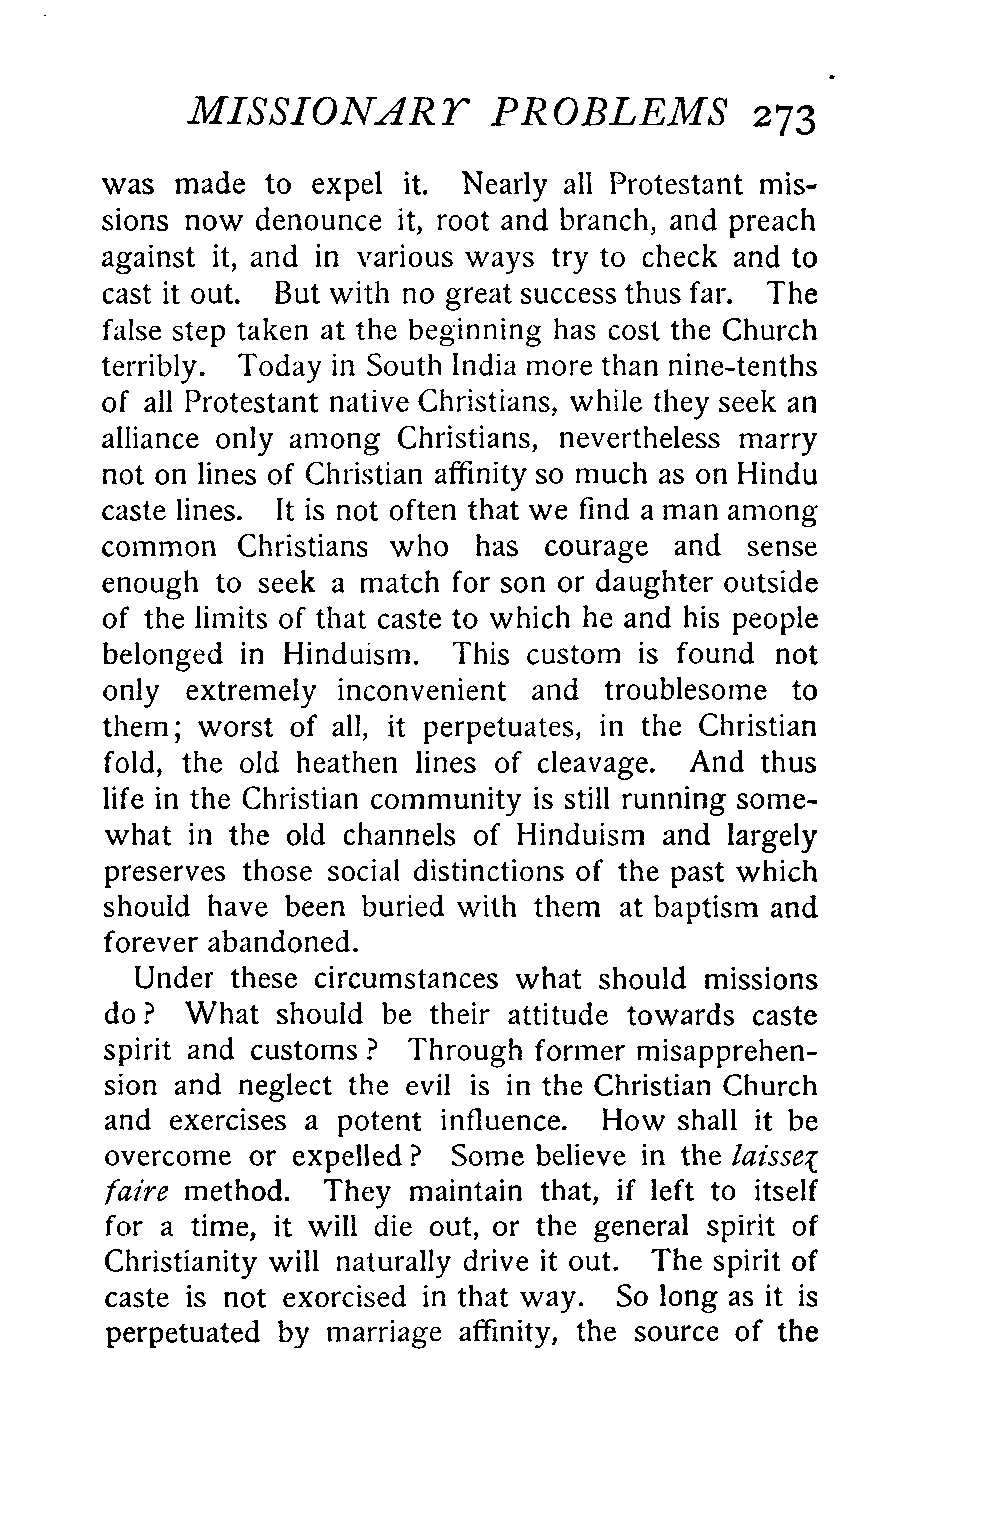 MISSIONARY PROBLEMS 273
was made to expel it. Nearly all Protestant mis-
sions now denounce it, root and branch, and preach
against it, and in various ways try to check and to
cast it out. But with no great success thus far. The
false step taken at the beginning has cost the Church
terribly. Today in South India more than nine-tenths
of all Protestant native Christians, while they seek an
alliance only among Christians, nevertheless marry
not on lines of Christian affinity so much as on Hindu
caste lines. It is not often that we find a man among
common Christians who has courage and sense
enough to seek a match for son or daughter outside
of the limits of that caste to which he and his people
belonged in Hinduism. This custom is found not
only extremely inconvenient and troublesome to
them; worst of all, it perpetuates, in the Christian
fold, the old heathen lines of cleavage. And thus
life in the Christian community is still running some-
what in the old channels of Hinduism and largely
preserves those social distinctions of the past which
should have been buried with them at baptism and
forever abandoned.
Under these circumstances what should missions
do? What should be their attitude towards caste
spirit and customs? Through former misapprehen-
sion and neglect the evil is in the Christian Church
and exercises a potent influence. How shall it be
overcome or expelled? Some believe in the laissez
faire method. They maintain that, if left to itself
for a time, it will die out, or the general spirit of
Christianity will naturally drive it out. The spirit of
caste is not exorcised in that way. So long as it is
perpetuated by marriage affinity, the source of the